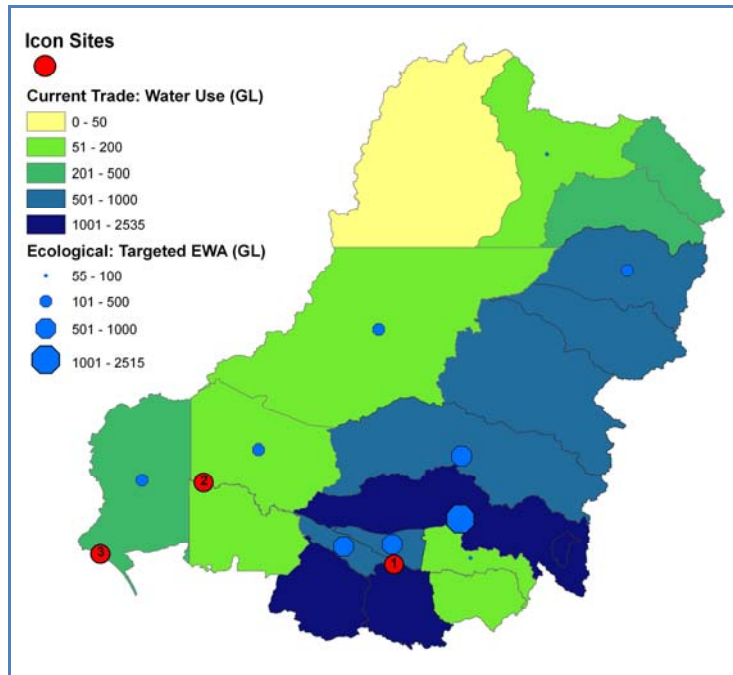 Icon Sites
Current Trade: Water Use (GL)
0 - 50
51 - 200
201 - 500
501 - 1000
1001 - 2535
Ecological: Targeted EWA (GL)
55 - 100
101 - 500
501 - 1000
1001 - 2515
2
3
1